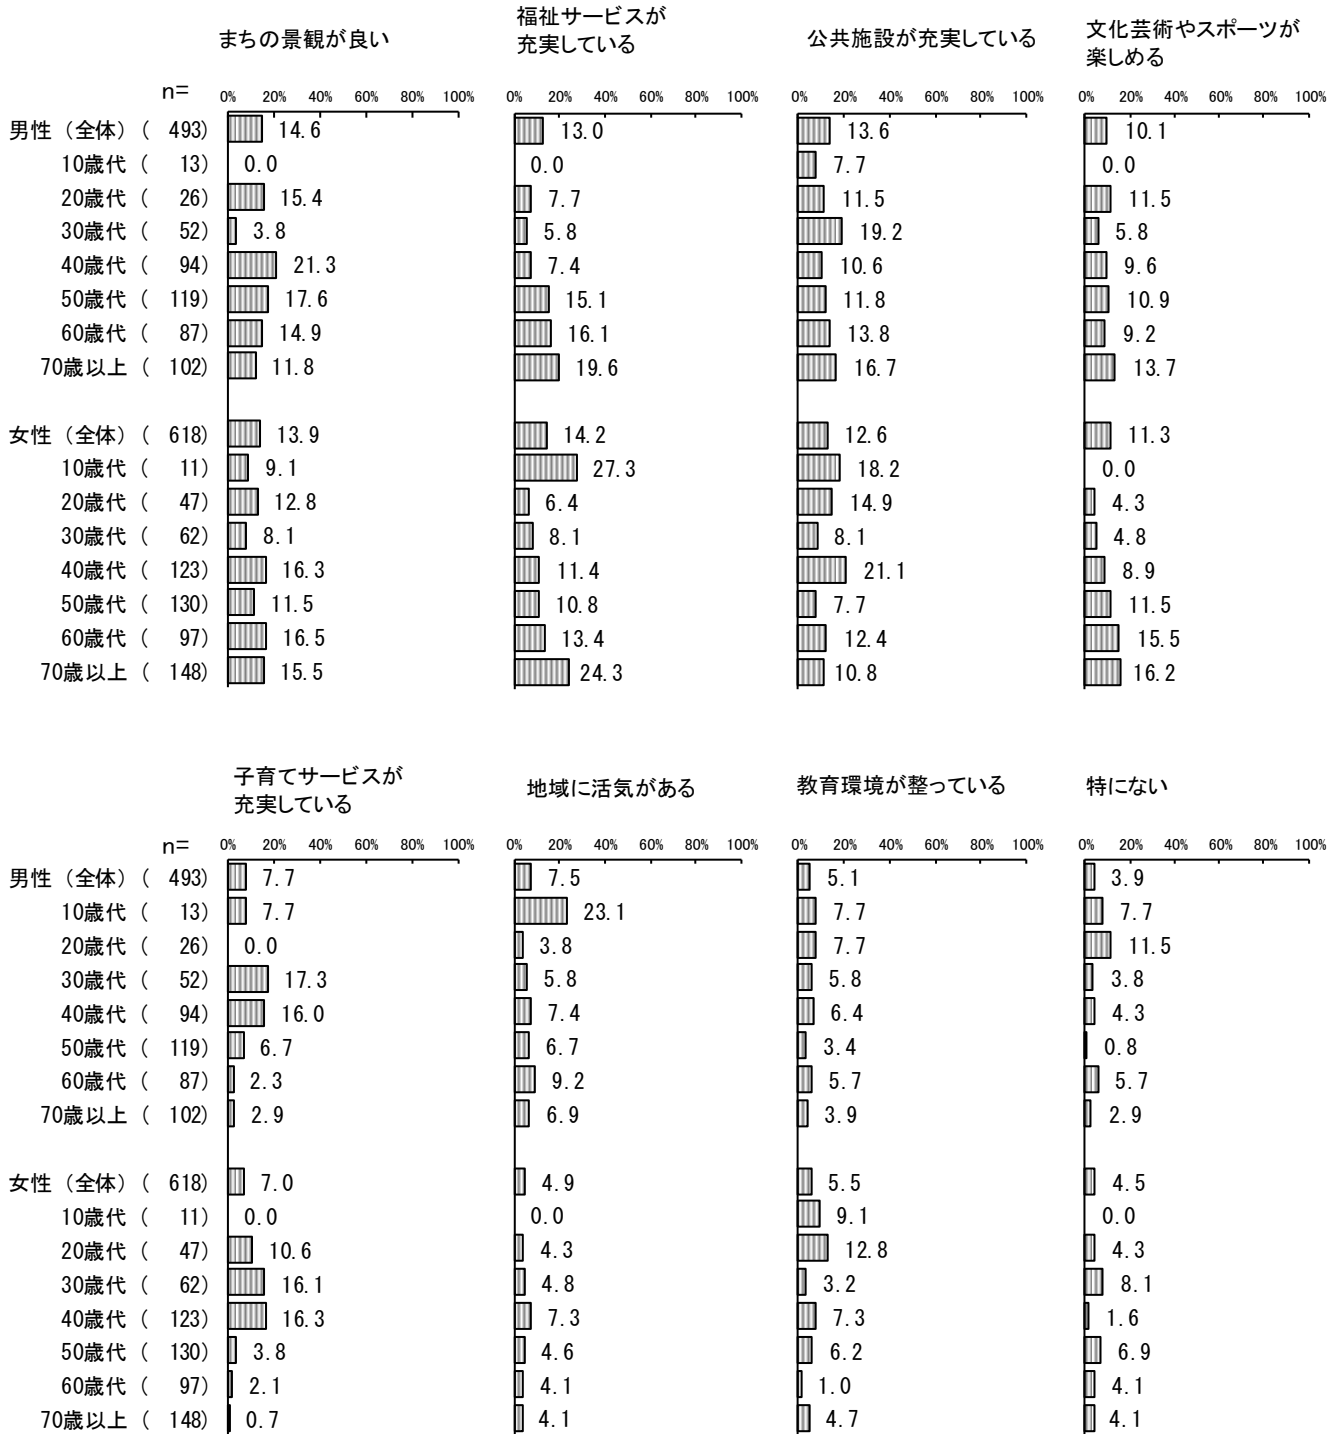 まちの景観が良い
福祉サービスが
充実している
公共施設が充実している
文化芸術やスポーツが
楽しめる
n= 0% 20% 40% 60% 80% 100% 0% 20% 40% 60% 80% 100% 0% 20% 40% 60% 80% 100% 0% 20% 40% 60% 80% 100%
男性（全体）( 493) 14.6 13.0 13.6 10.1
10歳代 ( 13) 0.0 0.0 7.7 0.0
20歳代 ( 26) 15.4 7.7 11.5 11.5
30歳代 ( 52) 3.8 5.8 19.2 5.8
40歳代 ( 94) 21.3 7.4 10.6 9.6
50歳代 ( 119) 17.6 15.1 11.8 10.9
60歳代 ( 87) 14.9 16.1 13.8 9.2
70歳以上 ( 102) 11.8 19.6 16.7 13.7
女性（全体）( 618) 13.9 14.2 12.6 11.3
10歳代 ( 11) 9.1 27.3 18.2 0.0
20歳代 ( 47) 12.8 6.4 14.9 4.3
30歳代 ( 62) 8.1 8.1 8.1 4.8
40歳代 ( 123) 16.3 11.4 21.1 8.9
50歳代 ( 130) 11.5 10.8 7.7 11.5
60歳代 ( 97) 16.5 13.4 12.4 15.5
70歳以上 ( 148) 15.5 24.3 10.8 16.2
子育てサービスが
充実している
地域に活気がある
教育環境が整っている
特にない
n= 0% 20% 40% 60% 80% 100% 0% 20% 40% 60% 80% 100% 0% 20% 40% 60% 80% 100% 0% 20% 40% 60% 80% 100%
男性（全体）( 493) 7.7 7.5 5.1 3.9
10歳代 ( 13) 7.7 23.1 7.7 7.7
20歳代 ( 26) 0.0 3.8 7.7 11.5
30歳代 ( 52) 17.3 5.8 5.8 3.8
40歳代 ( 94) 16.0 7.4 6.4 4.3
50歳代 ( 119) 6.7 6.7 3.4 0.8
60歳代 ( 87) 2.3 9.2 5.7 5.7
70歳以上 ( 102) 2.9 6.9 3.9 2.9
女性（全体）( 618) 7.0 4.9 5.5 4.5
10歳代 ( 11) 0.0 0.0 9.1 0.0
20歳代 ( 47) 10.6 4.3 12.8 4.3
30歳代 ( 62) 16.1 4.8 3.2 8.1
40歳代 ( 123) 16.3 7.3 7.3 1.6
50歳代 ( 130) 3.8 4.6 6.2 6.9
60歳代 ( 97) 2.1 4.1 1.0 4.1
70歳以上 ( 148) 0.7 4.1 4.7 4.1